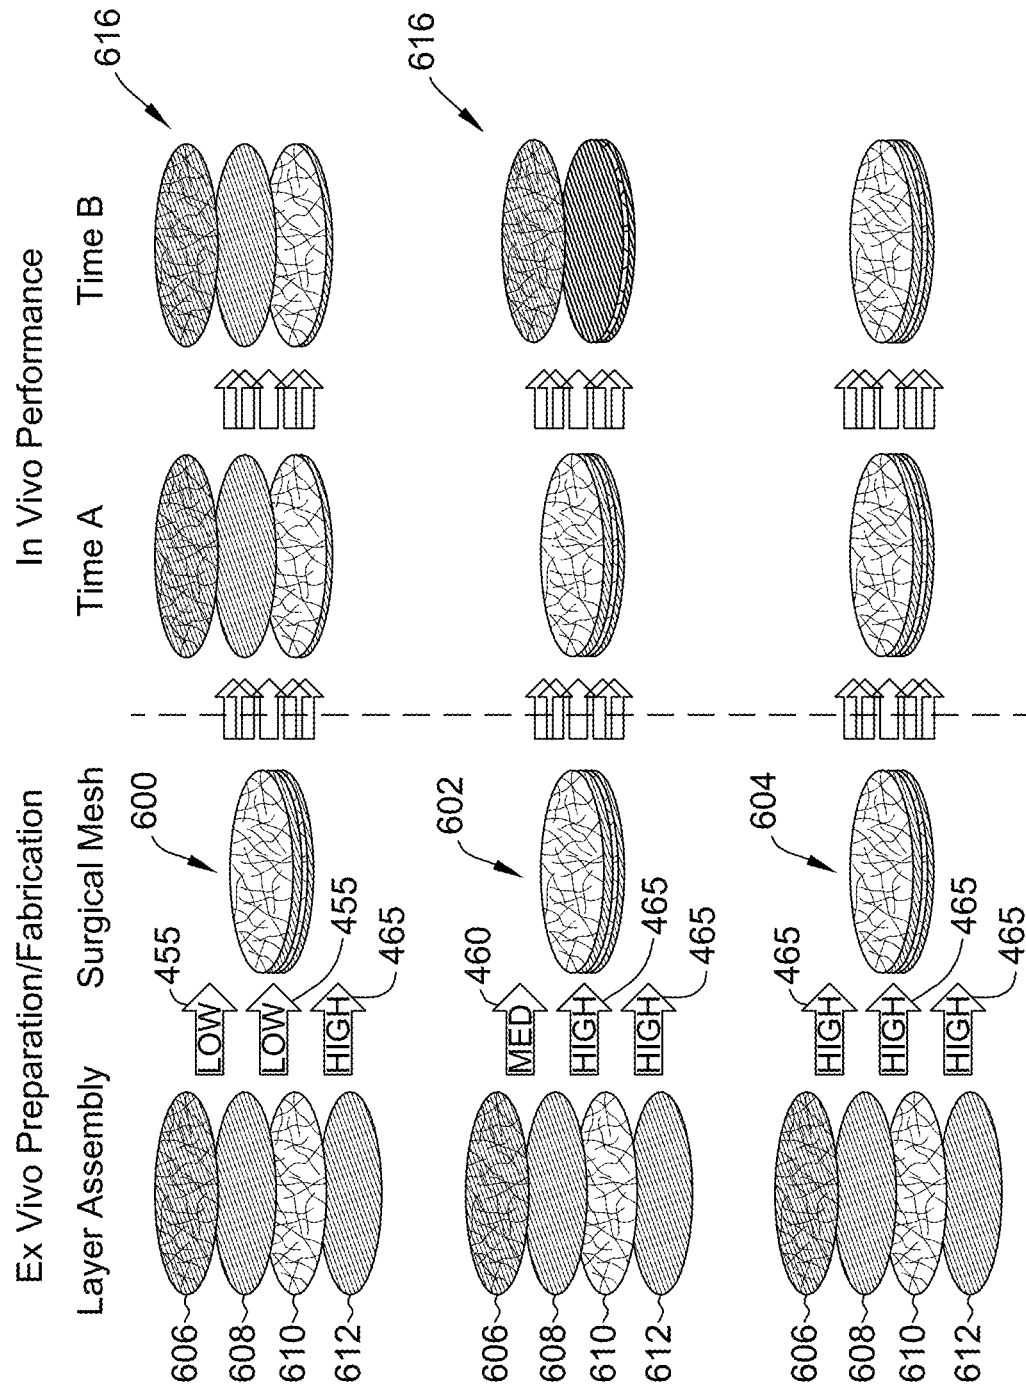 Ex Vivo Preparation/Fabrication
In Vivo Performance
Layer Assembly
Surgical Mesh
Time A
Time B
606
608
610
612
LOW
LOW
HIGH
455
455
465
600
616
606
608
610
612
MED
HIGH
HIGH
460
465
465
602
616
606
608
610
612
HIGH
HIGH
HIGH
465
465
465
604